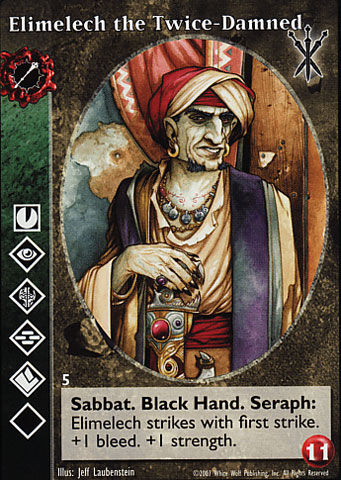 Elimelech the Twice-Damned
5
Sabbat. Black Hand. Seraph:
Elimelech strikes with first strike.
+1 bleed. +1 strength.
11
Illus: Jeff Laubenstein
©2007 White Wolf Publishing, Inc. All Rights Reserved